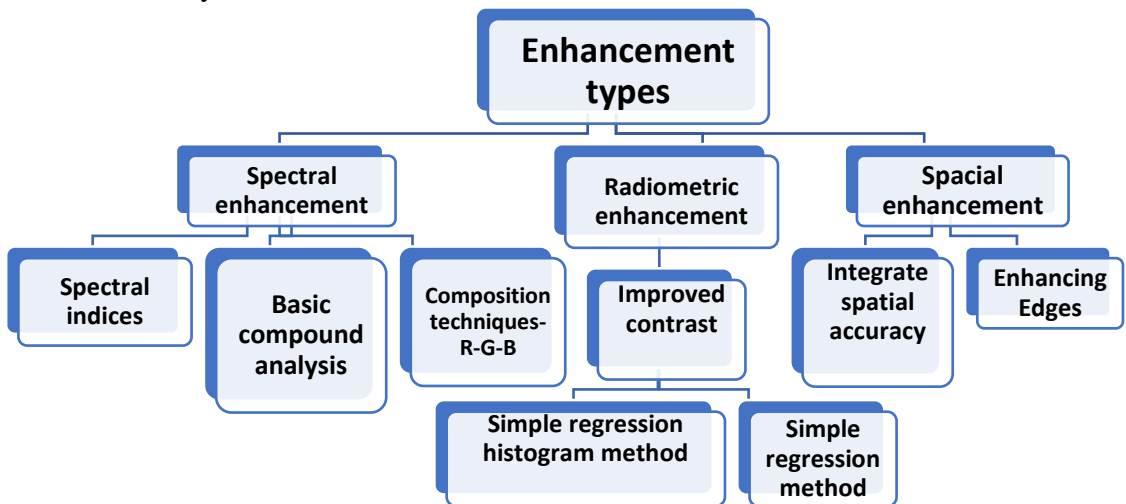 Enhancement
types
Spectral
enhancement
Radiometric
enhancement
Spacial
enhancement
Spectral
indices
Basic
compound
analysis
Composition
techniques-
R-G-B
Improved
contrast
Integrate
spatial
accuracy
Enhancing
Edges
Simple regression
histogram method
Simple
regression
method